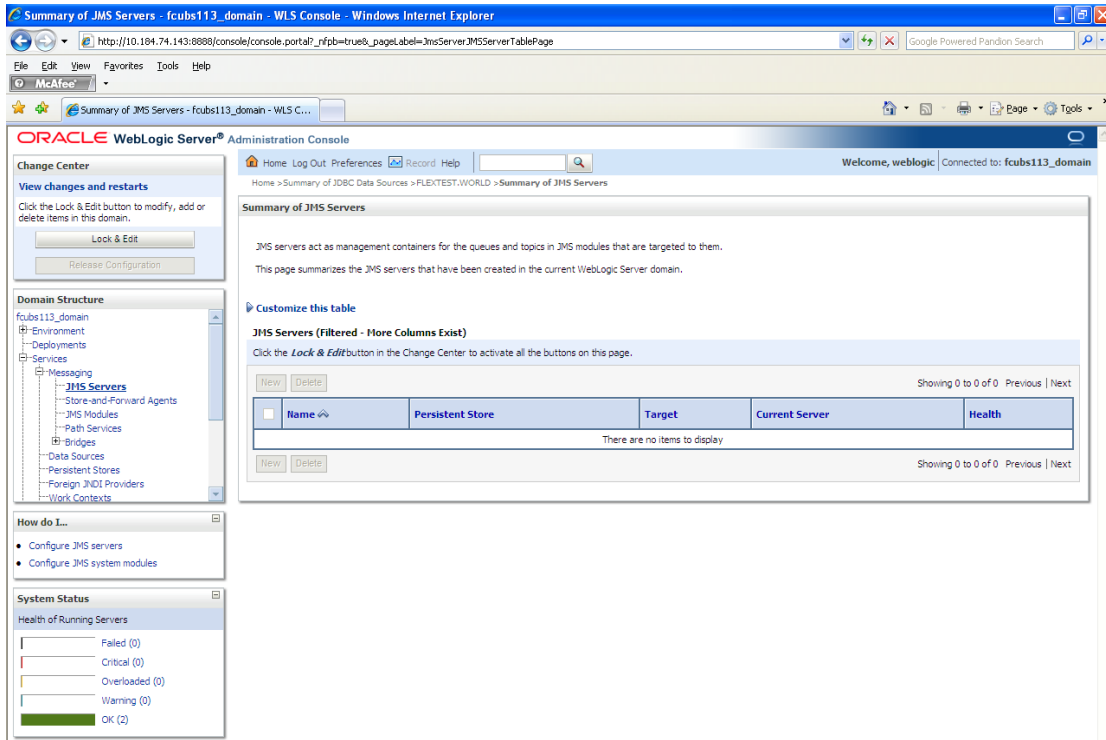 Summary of JMS Servers - fcubs113_domain - WLS Console - Windows Internet Explorer
http://10.184.74.143:8888/console/console.portal?_nfpb=true&_pageLabel=JmsServerJMSServerTablePage
Google Powered Pandion Search
File Edit View Favorites Tools Help
McAfee
Summary of JMS Servers - fcubs113_domain - WLS C...
Page Tools
ORACLE WebLogic Server® Administration Console
Change Center
View changes and restarts
Click the Lock & Edit button to modify, add or
delete items in this domain.
Lock & Edit
Release Configuration
Domain Structure
fcubs113_domain
Environment
Deployments
Services
Messaging
JMS Servers
Store-and-Forward Agents
JMS Modules
Path Services
Bridges
Data Sources
Persistent Stores
Foreign JNDI Providers
Work Contexts
How do I...
Configure JMS servers
Configure JMS system modules
System Status
Health of Running Servers
Failed (0)
Critical (0)
Overloaded (0)
Warning (0)
OK (2)
Home Log Out Preferences Record Help
Welcome, weblogic Connected to: fcubs113_domain
Home >Summary of JDBC Data Sources >FLEXTEST.WORLD >Summary of JMS Servers
Summary of JMS Servers
JMS servers act as management containers for the queues and topics in JMS modules that are targeted to them.
This page summarizes the JMS servers that have been created in the current WebLogic Server domain.
Customize this table
JMS Servers (Filtered - More Columns Exist)
Click the Lock & Edit button in the Change Center to activate all the buttons on this page.
New Delete Showing 0 to 0 of 0 Previous | Next
Name Persistent Store Target Current Server Health
There are no items to display
New Delete Showing 0 to 0 of 0 Previous | Next